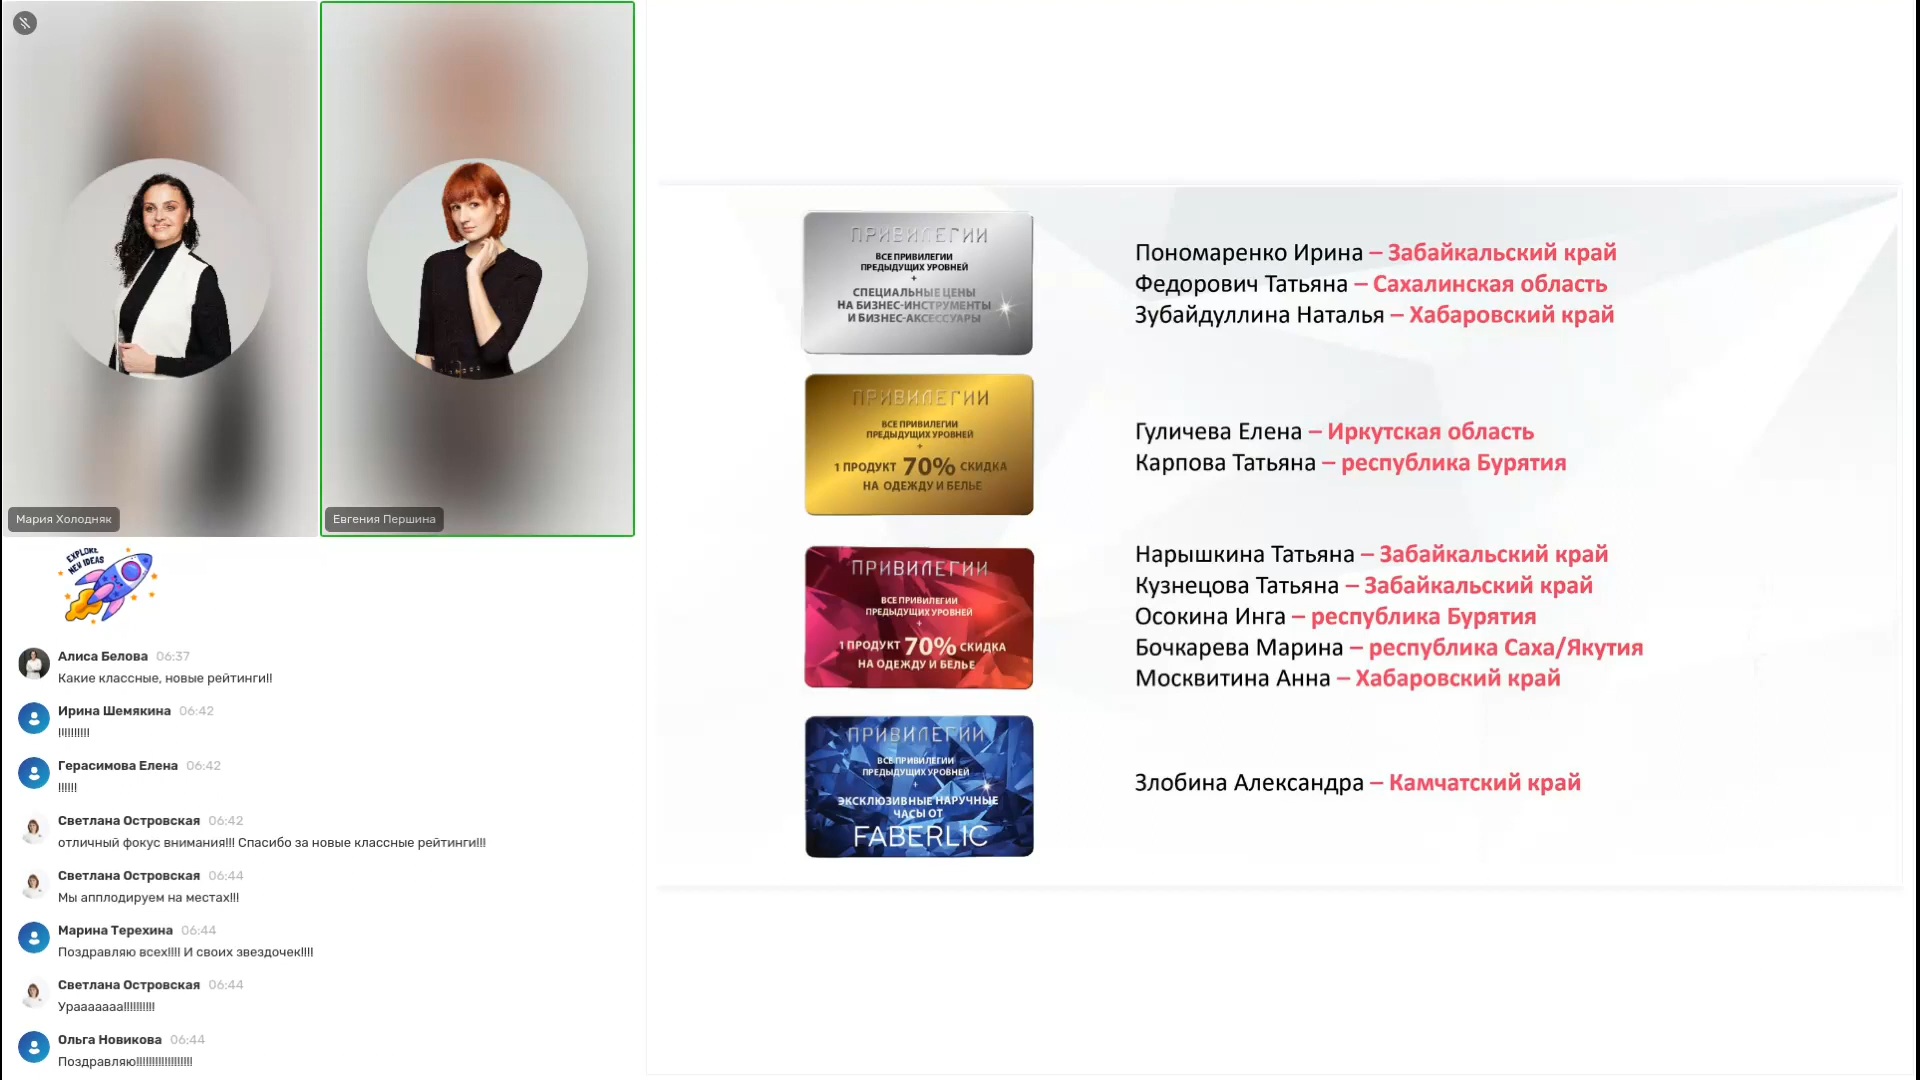 Мария Холодняк
Евгения Першина
EXPLORE
NEW IDEAS
Алиса Белова 06:37
Какие классные, новые рейтинги!!
Ирина Шемякина 06:42
!!!!!!!!!!
Герасимова Елена 06:42
!!!!!!
Светлана Островская 06:42
отличный фокус внимания!!! Спасибо за новые классные рейтинги!!!
Светлана Островская 06:44
Мы апплодируем на местах!!!
Марина Терехина 06:44
Поздравляю всех!!!! И своих звездочек!!!!
Светлана Островская 06:44
Ураааааaа!!!!!!!!!!
Ольга Новикова 06:44
Поздравляю!!!!!!!!!!!!!!!!!!!
ПРИВИЛЕГИИ
ВСЕ ПРИВИЛЕГИИ
ПРЕДЫДУЩИХ УРОВНЕЙ
+
СПЕЦИАЛЬНЫЕ ЦЕНЫ
НА БИЗНЕС-ИНСТРУМЕНТЫ
И БИЗНЕС-АКСЕССУАРЫ
Пономаренко Ирина – Забайкальский край
Федорович Татьяна – Сахалинская область
Зубайдуллина Наталья – Хабаровский край
ПРИВИЛЕГИИ
ВСЕ ПРИВИЛЕГИИ
ПРЕДЫДУЩИХ УРОВНЕЙ
+
1 ПРОДУКТ 70% СКИДКА
НА ОДЕЖДУ И БЕЛЬЕ
Гуличева Елена – Иркутская область
Карпова Татьяна – республика Бурятия
ПРИВИЛЕГИИ
ВСЕ ПРИВИЛЕГИИ
ПРЕДЫДУЩИХ УРОВНЕЙ
+
1 ПРОДУКТ 70% СКИДКА
НА ОДЕЖДУ И БЕЛЬЕ
Нарышкина Татьяна – Забайкальский край
Кузнецова Татьяна – Забайкальский край
Осокина Инга – республика Бурятия
Бочкарева Марина – республика Саха/Якутия
Москвитина Анна – Хабаровский край
ПРИВИЛЕГИИ
ВСЕ ПРИВИЛЕГИИ
ПРЕДЫДУЩИХ УРОВНЕЙ
+
ЭКСКЛЮЗИВНЫЕ НАРУЧНЫЕ
ЧАСЫ ОТ
FABERLIC
Злобина Александра – Камчатский край